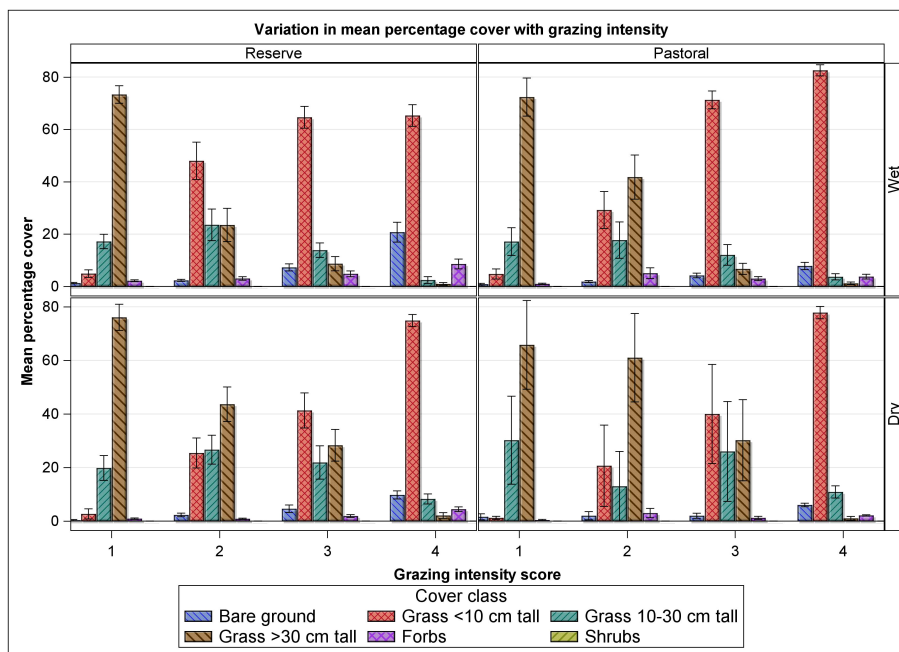 Variation in mean percentage cover with grazing intensity
Reserve
Pastoral
Mean percentage cover
80
60
40
20
0
Wet
80
60
40
20
0
Dry
1 2 3 4 1 2 3 4
Grazing intensity score
Cover class
Bare ground Grass <10 cm tall Grass 10-30 cm tall
Grass >30 cm tall Forbs Shrubs